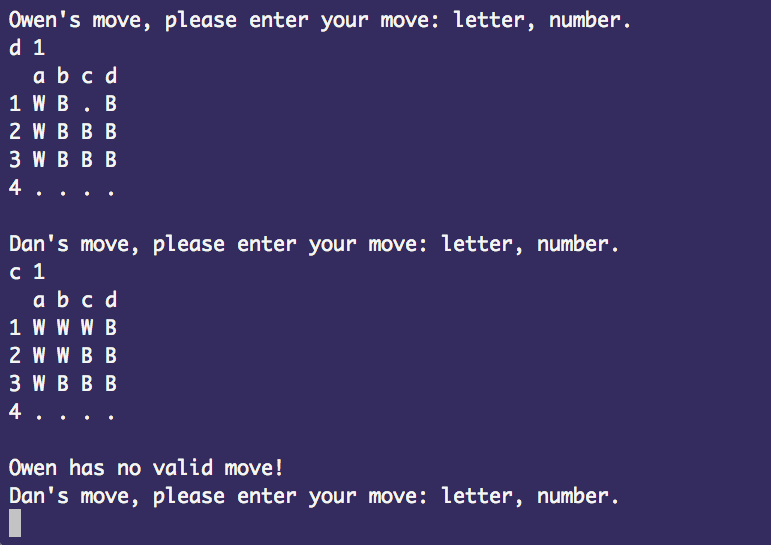 Owen's move, please enter your move: letter, number.
d 1
  a b c d
1 W B . B
2 W B B B
3 W B B B
4 . . . .

Dan's move, please enter your move: letter, number.
c 1
  a b c d
1 W W W B
2 W W B B
3 W B B B
4 . . . .

Owen has no valid move!
Dan's move, please enter your move: letter, number.